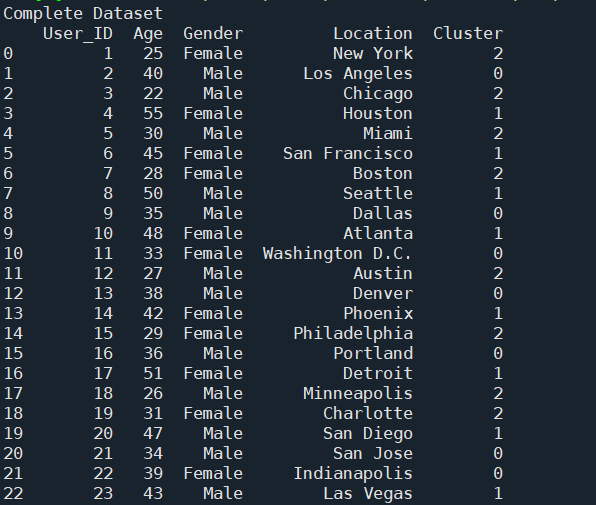 Complete Dataset
User_ID Age Gender Location Cluster
0 1 25 Female New York 2
1 2 40 Male Los Angeles 0
2 3 22 Male Chicago 2
3 4 55 Female Houston 1
4 5 30 Male Miami 2
5 6 45 Female San Francisco 1
6 7 28 Female Boston 2
7 8 50 Male Seattle 1
8 9 35 Male Dallas 0
9 10 48 Female Atlanta 1
10 11 33 Female Washington D.C. 0
11 12 27 Male Austin 2
12 13 38 Male Denver 0
13 14 42 Female Phoenix 1
14 15 29 Female Philadelphia 2
15 16 36 Male Portland 0
16 17 51 Female Detroit 1
17 18 26 Male Minneapolis 2
18 19 31 Female Charlotte 2
19 20 47 Male San Diego 1
20 21 34 Male San Jose 0
21 22 39 Female Indianapolis 0
22 23 43 Male Las Vegas 1